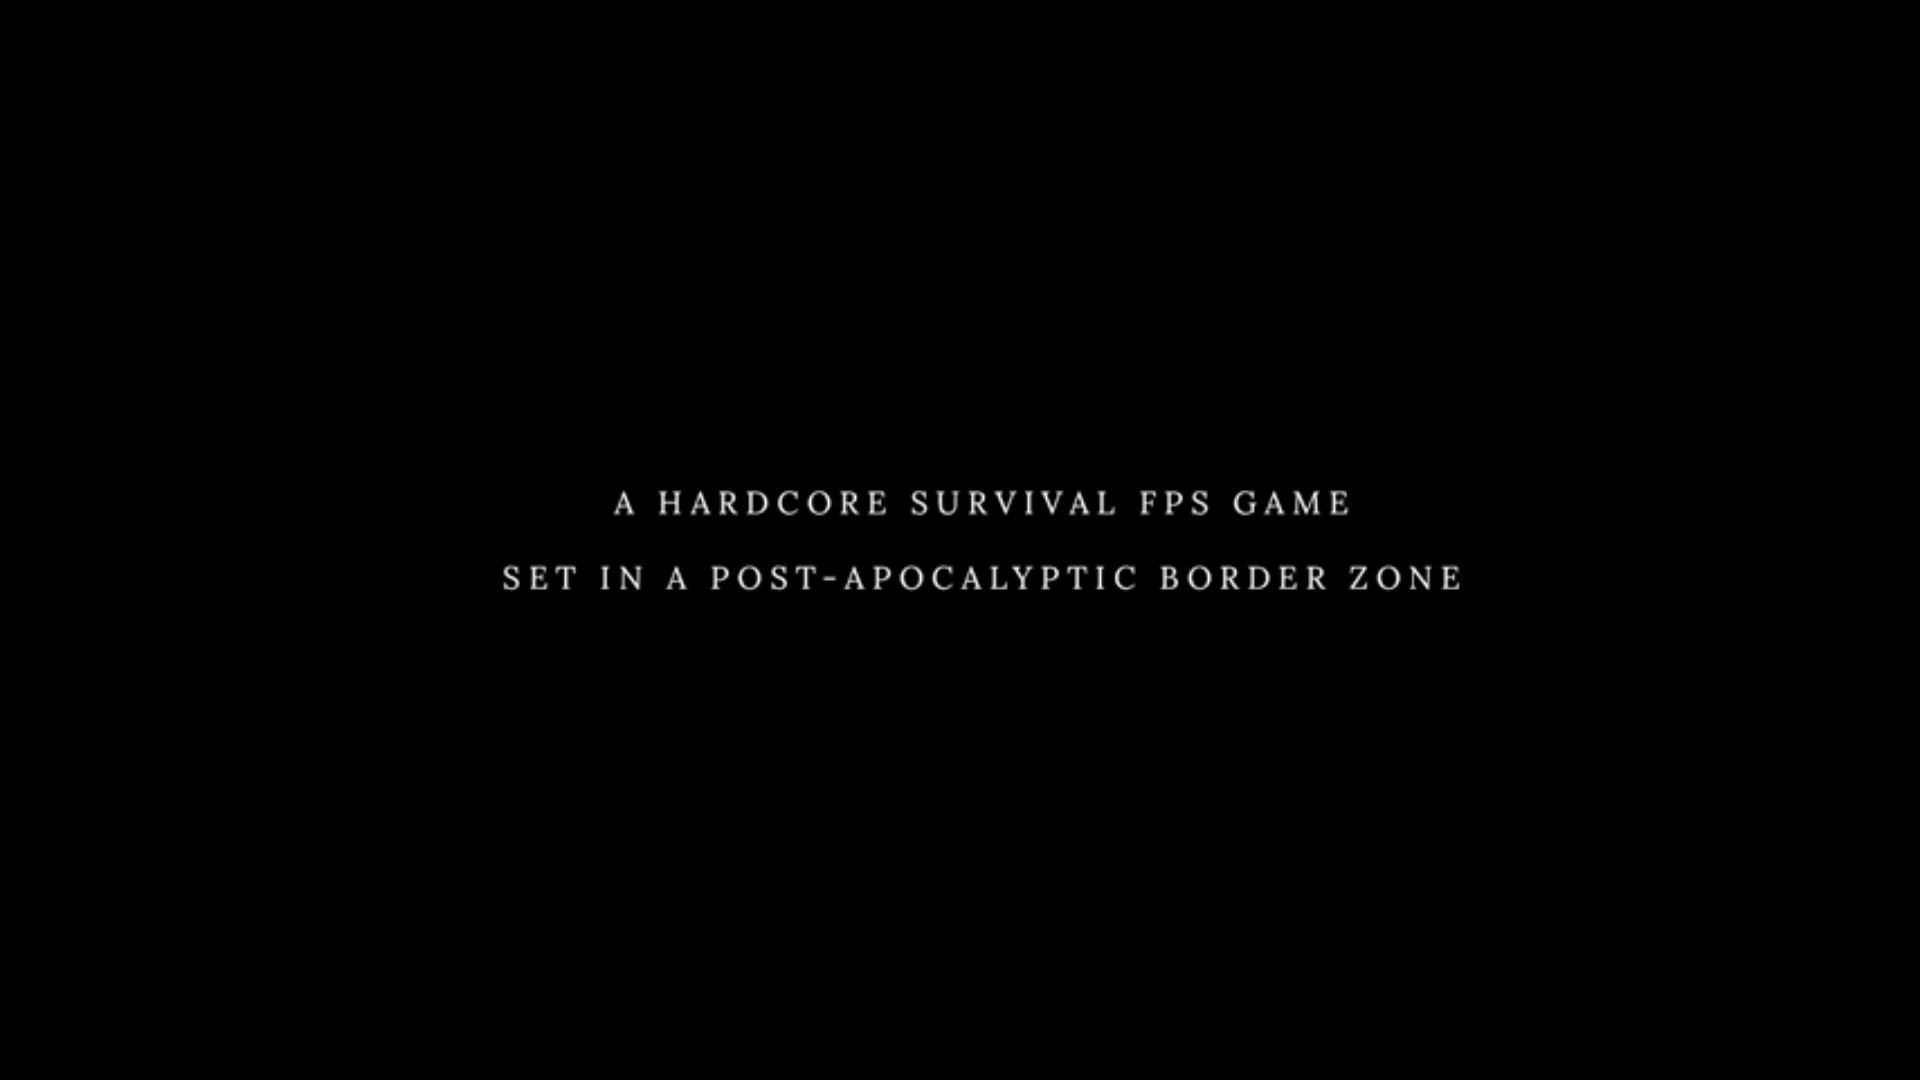 A HARDCORE SURVIVAL FPS GAME
SET IN A POST-APOCALYPTIC BORDER ZONE